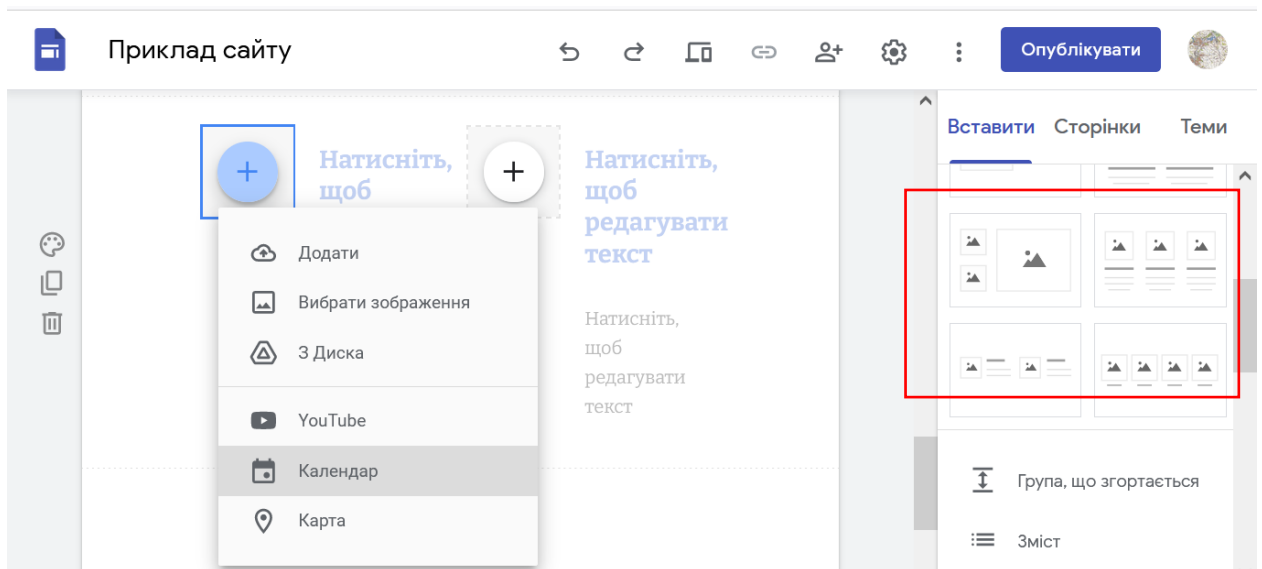 Приклад сайту
Опублікувати
Вставити Сторінки Теми
Натисніть,
щоб
Натисніть,
щоб
редагувати
текст
Натисніть,
щоб
редагувати
текст
Додати
Вибрати зображення
З Диска
YouTube
Календар
Карта
Група, що згортається
Зміст